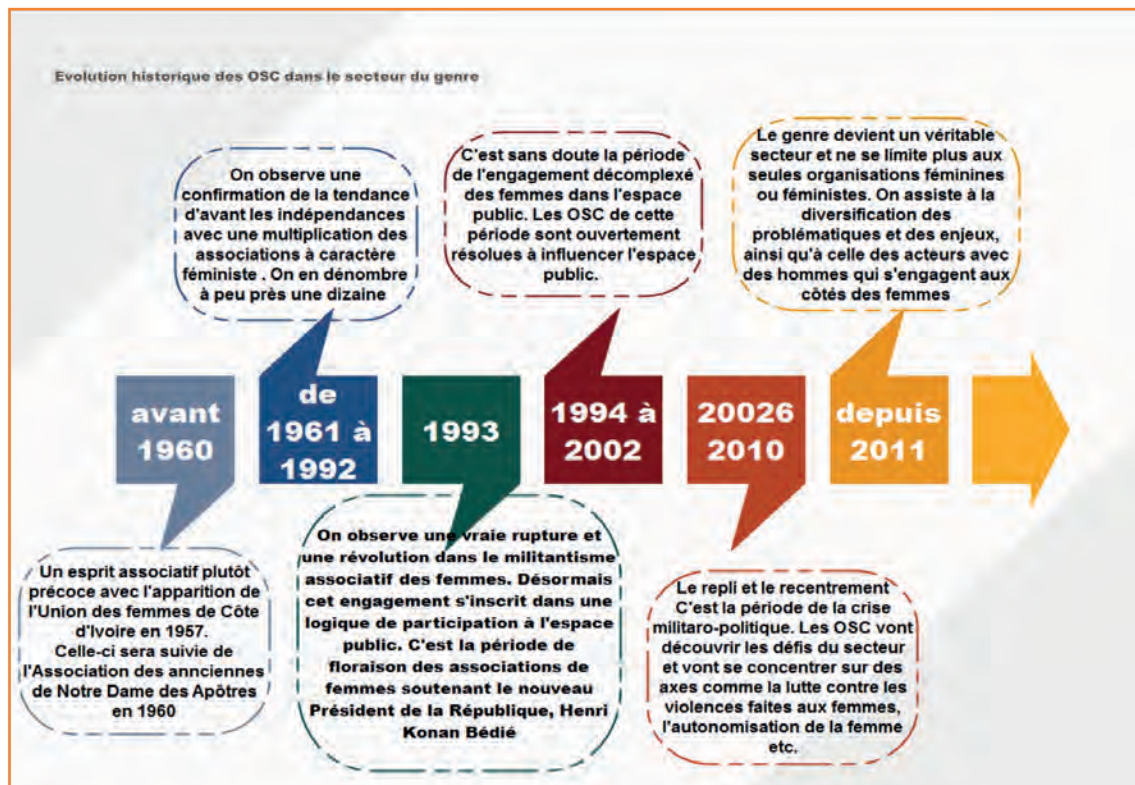 Evolution historique des OSC dans le secteur du genre
On observe une
confirmation de la tendance
d'avant les indépendances
avec une multiplication des
associations à caractère
féministe . On en dénombre
à peu près une dizaine
C'est sans doute la période
de l'engagement décomplexé
des femmes dans l'espace
public. Les OSC de cette
période sont ouvertement
résolues à influencer l'espace
public.
Le genre devient un véritable
secteur et ne se limite plus aux
seules organisations féminines
ou féministes. On assiste à la
diversification des
problématiques et des enjeux,
ainsi qu'à celle des acteurs avec
des hommes qui s'engagent aux
côtés des femmes
avant
1960
de
1961 à
1992
1993
1994 à
2002
20026
2010
depuis
2011
Un esprit associatif plutôt
précoce avec l'apparition de
l'Union des femmes de Côte
d'Ivoire en 1957.
Celle-ci sera suivie de
l'Association des annciennes
de Notre Dame des Apôtres
en 1960
On observe une vraie rupture et
une révolution dans le militantisme
associatif des femmes. Désormais
cet engagement s'inscrit dans une
logique de participation à l'espace
public. C'est la période de
floraison des associations de
femmes soutenant le nouveau
Président de la République, Henri
Konan Bédié
Le repli et le recentrement
C'est la période de la crise
militaro-politique. Les OSC vont
découvrir les défis du secteur
et vont se concentrer sur des
axes comme la lutte contre les
violences faites aux femmes,
l'autonomisation de la femme
etc.